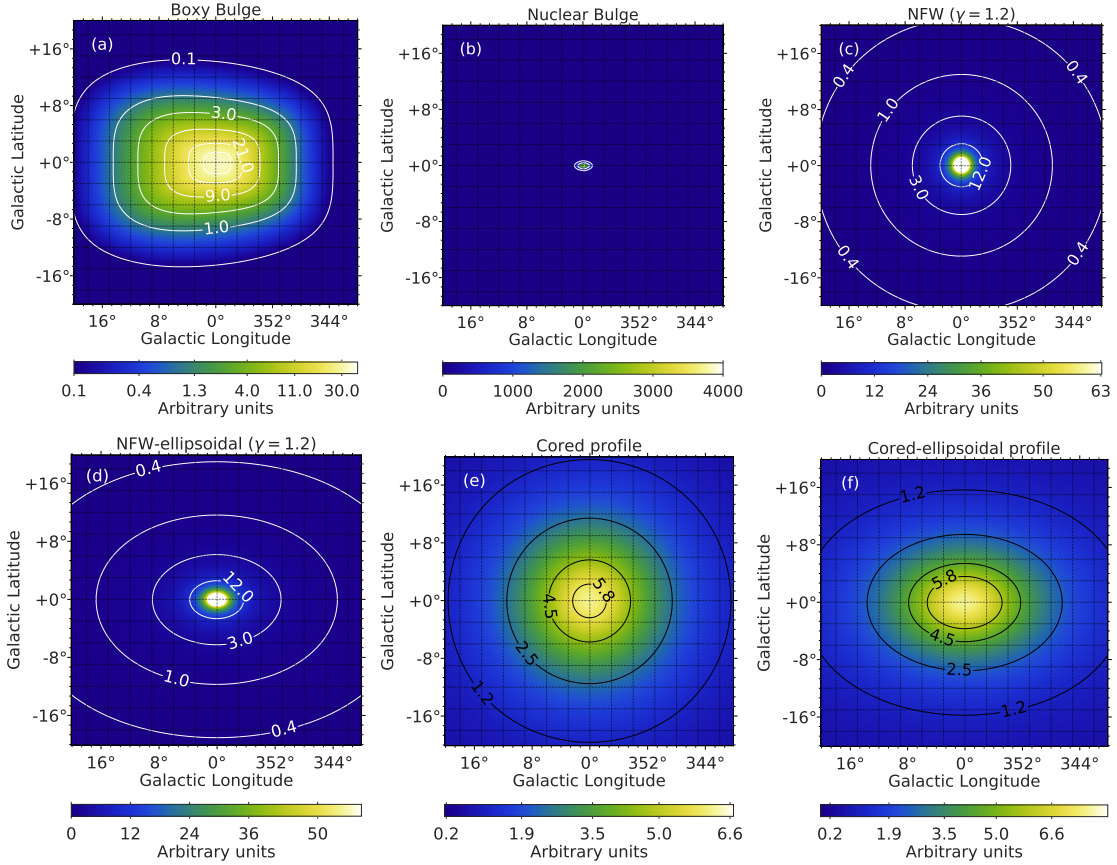 Boxy Bulge
(a)
0.1
3.0
21.0
9.0
1.0
+16°
+8°
+0°
-8°
-16°
Galactic Latitude
16° 8° 0° 352° 344°
Galactic Longitude
0.1 0.4 1.3 4.0 11.0 30.0
Arbitrary units
Nuclear Bulge
(b)
+16°
+8°
+0°
-8°
-16°
Galactic Latitude
16° 8° 0° 352° 344°
Galactic Longitude
0 1000 2000 3000 4000
Arbitrary units
NFW (γ = 1.2)
(c)
0.4
0.4
1.0
12.0
3.0
0.4
0.4
+16°
+8°
+0°
-8°
-16°
Galactic Latitude
16° 8° 0° 352° 344°
Galactic Longitude
0 12 24 36 50 63
Arbitrary units
NFW-ellipsoidal (γ = 1.2)
(d)
0.4
12.0
3.0
1.0
0.4
+16°
+8°
+0°
-8°
-16°
Galactic Latitude
16° 8° 0° 352° 344°
Galactic Longitude
0 12 24 36 50
Arbitrary units
Cored profile
(e)
5.8
4.5
2.5
1.2
+16°
+8°
+0°
-8°
-16°
Galactic Latitude
16° 8° 0° 352° 344°
Galactic Longitude
0.2 1.9 3.5 5.0 6.6
Arbitrary units
Cored-ellipsoidal profile
(f)
1.2
5.8
4.5
2.5
1.2
+16°
+8°
+0°
-8°
-16°
Galactic Latitude
16° 8° 0° 352° 344°
Galactic Longitude
0.2 1.9 3.5 5.0 6.6
Arbitrary units